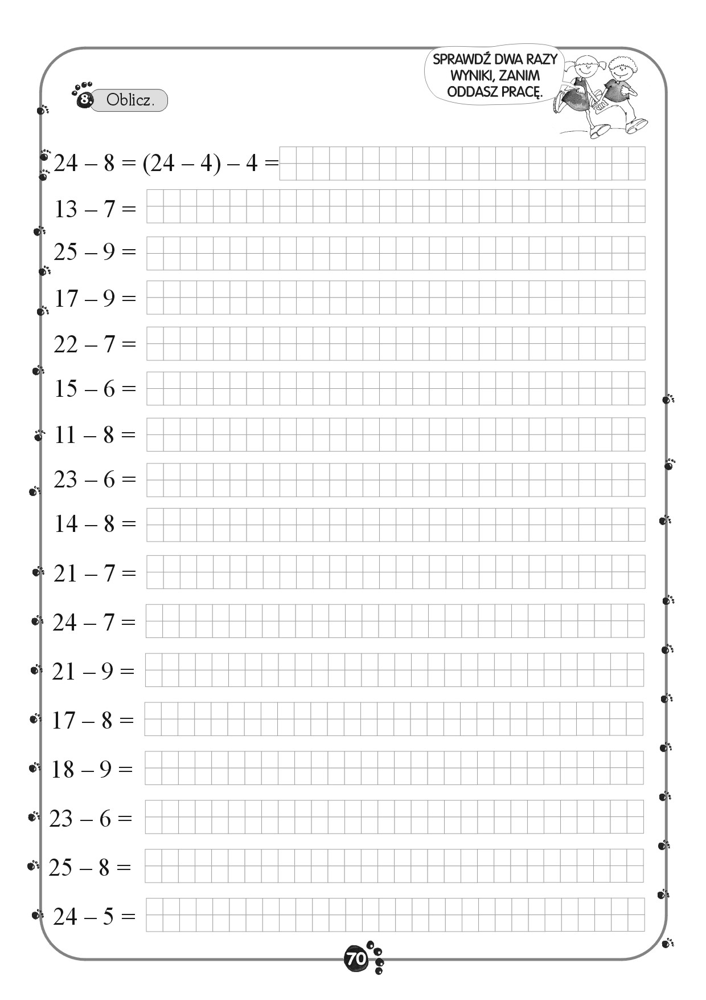 SPRAWDŹ DWA RAZY
WYNIKI, ZANIM
ODDASZ PRACĘ.
8. Oblicz.
24 – 8 = (24 – 4) – 4 =
13 – 7 =
25 – 9 =
17 – 9 =
22 – 7 =
15 – 6 =
11 – 8 =
23 – 6 =
14 – 8 =
21 – 7 =
24 – 7 =
21 – 9 =
17 – 8 =
18 – 9 =
23 – 6 =
25 – 8 =
24 – 5 =
70